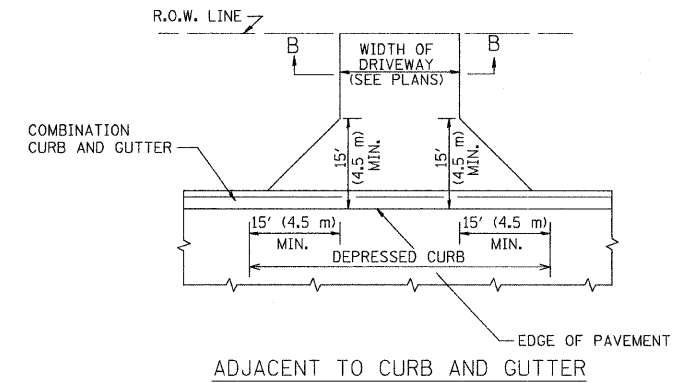 R.O.W. LINE
B
WIDTH OF
DRIVEWAY
(SEE PLANS)
B
COMBINATION
CURB AND GUTTER
15' (4.5 m) MIN.
15' (4.5 m) MIN.
15' (4.5 m)
MIN.
15' (4.5 m)
MIN.
DEPRESSED CURB
EDGE OF PAVEMENT
ADJACENT TO CURB AND GUTTER